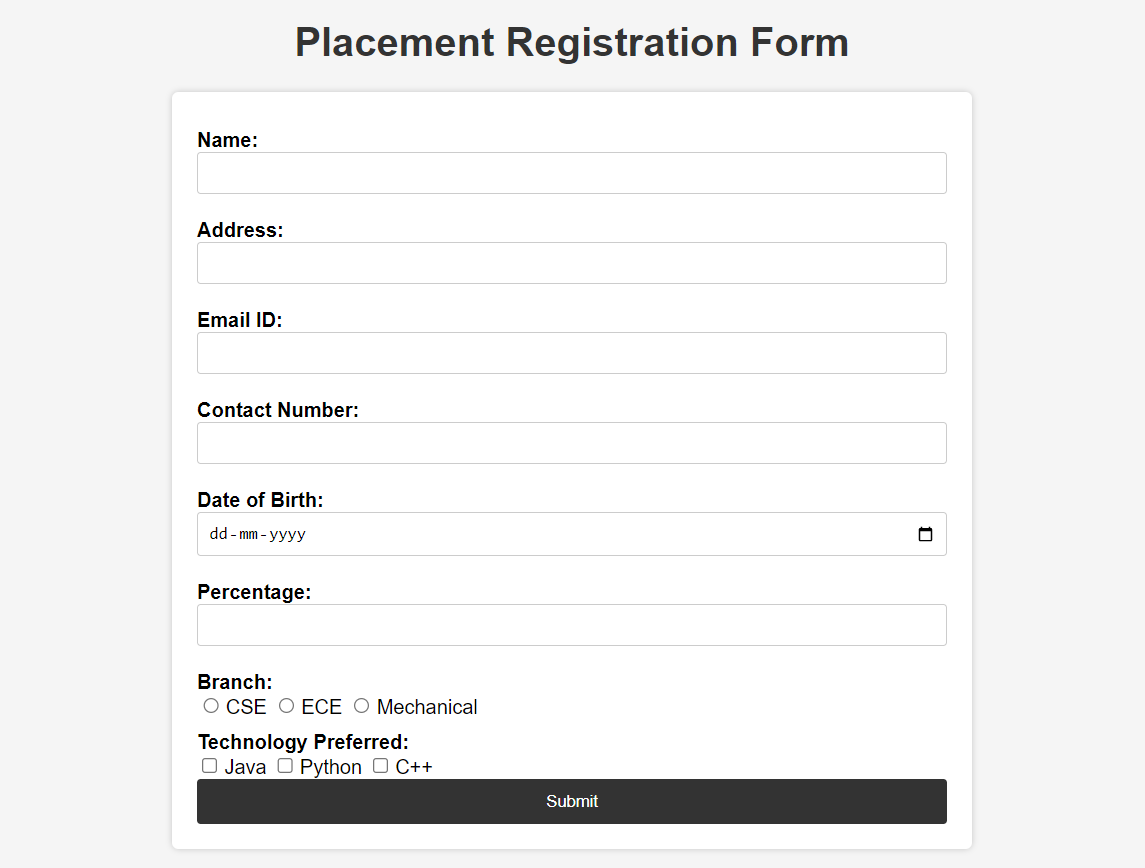 Placement Registration Form
Name:
Address:
Email ID:
Contact Number:
Date of Birth:
dd-mm-yyyy
Percentage:
Branch:
CSE ECE Mechanical
Technology Preferred:
Java Python C++
Submit